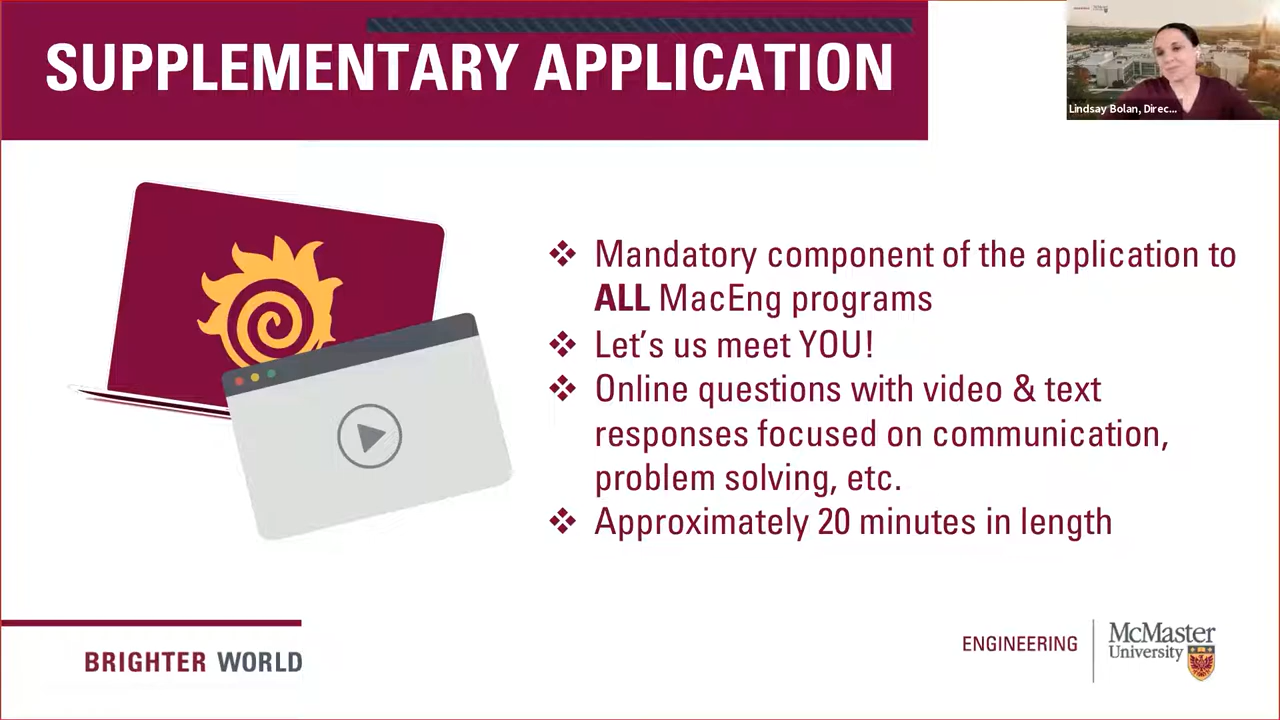 SUPPLEMENTARY APPLICATION
Lindsay Bolan, Direc...
❖ Mandatory component of the application to
ALL MacEng programs
❖ Let's us meet YOU!
❖ Online questions with video & text
responses focused on communication,
problem solving, etc.
❖ Approximately 20 minutes in length
BRIGHTER WORLD
ENGINEERING
McMaster
University